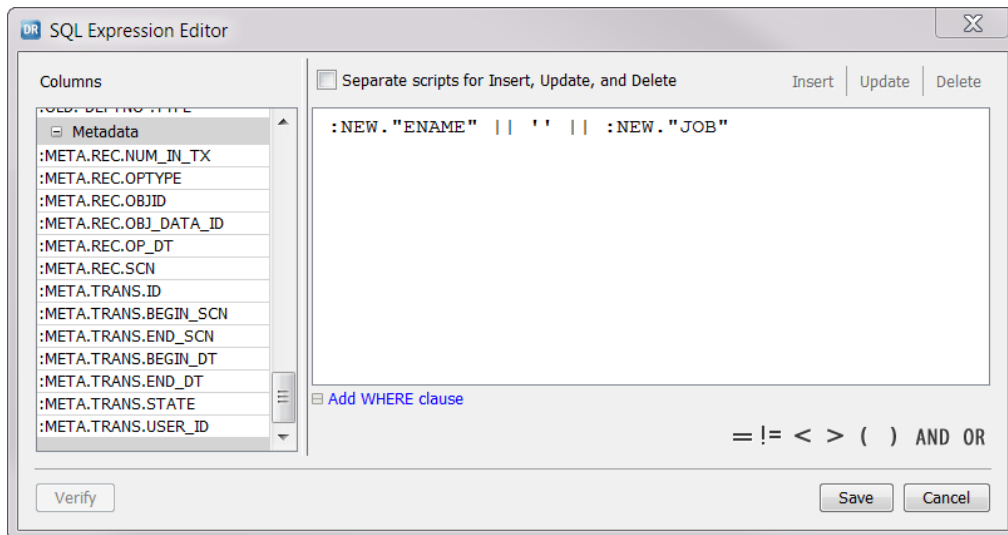 DR SQL Expression Editor
Columns
Separate scripts for Insert, Update, and Delete
Insert Update Delete
Metadata
:META.REC.NUM_IN_TX
:META.REC.OPTYPE
:META.REC.OBJID
:META.REC.OBJ_DATA_ID
:META.REC.OP_DT
:META.REC.SCN
:META.TRANS.ID
:META.TRANS.BEGIN_SCN
:META.TRANS.END_SCN
:META.TRANS.BEGIN_DT
:META.TRANS.END_DT
:META.TRANS.STATE
:META.TRANS.USER_ID
:NEW."ENAME" || '' || :NEW."JOB"
Add WHERE clause
= != < > ( ) AND OR
Verify
Save Cancel